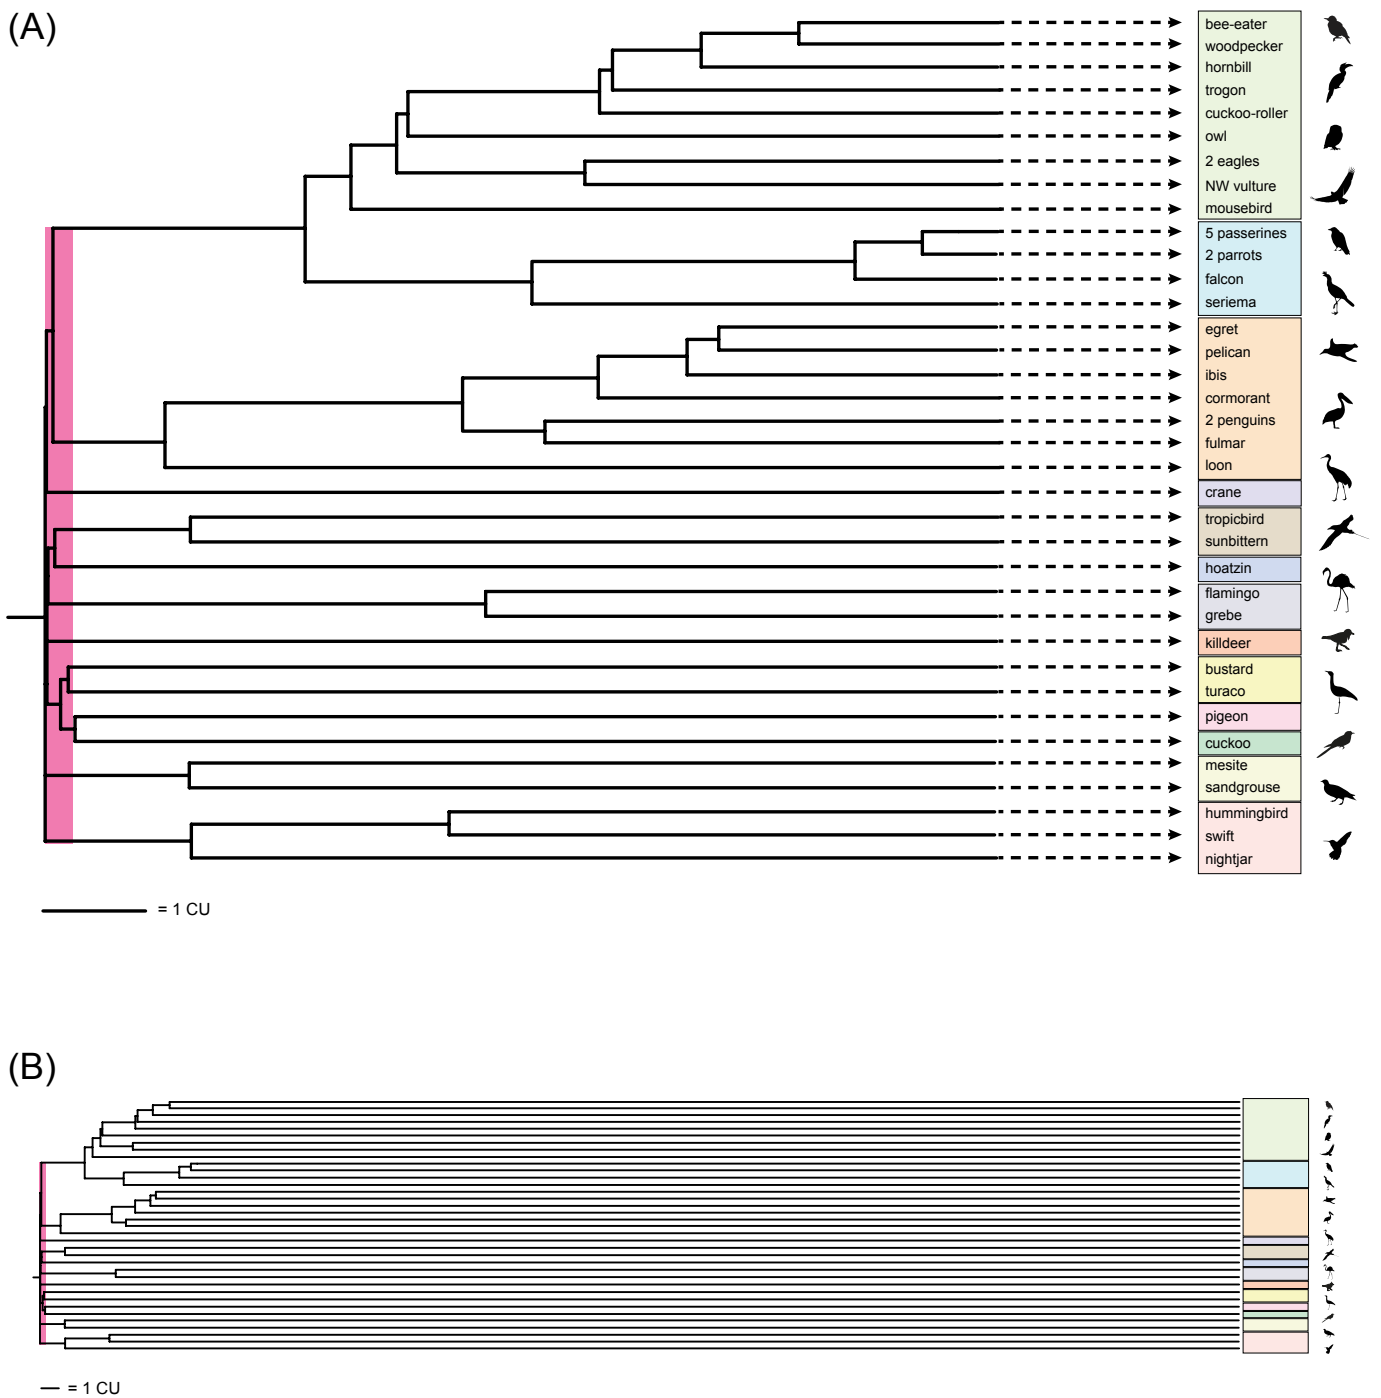 (A)
bee-eater
woodpecker
hornbill
trogon
cuckoo-roller
owl
2 eagles
NW vulture
mousebird
5 passerines
2 parrots
falcon
seriema
egret
pelican
ibis
cormorant
2 penguins
fulmar
loon
crane
tropicbird
sunbittern
hoatzin
flamingo
grebe
killdeer
bustard
turaco
pigeon
cuckoo
mesite
sandgrouse
hummingbird
swift
nightjar
= 1 CU
(B)
= 1 CU